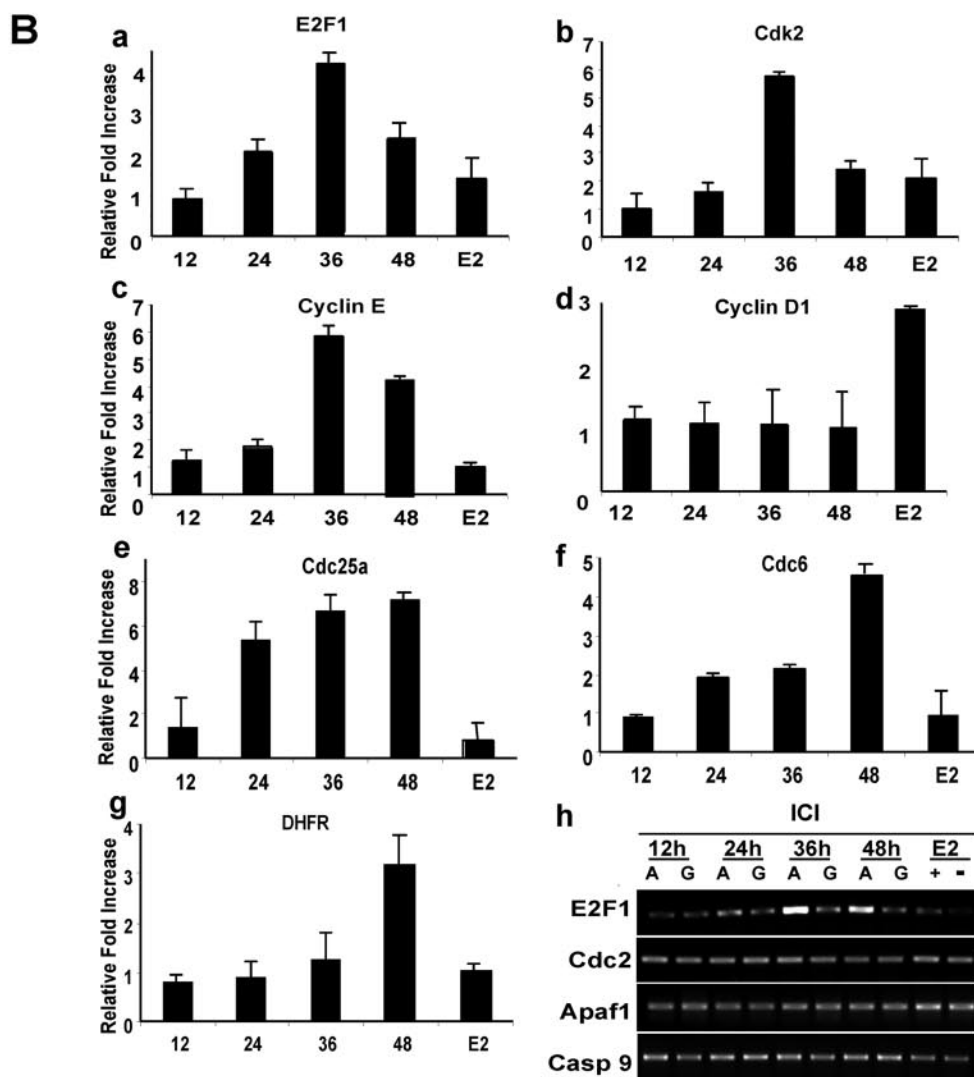 B
a
E2F1
Relative Fold Increase
4
3
2
1
0
12 24 36 48 E2
b
Cdk2
7
6
5
4
3
2
1
0
12 24 36 48 E2
c
Cyclin E
Relative Fold Increase
7
6
5
4
3
2
1
0
12 24 36 48 E2
d
Cyclin D1
3
2
1
0
12 24 36 48 E2
e
Cdc25a
Relative Fold Increase
8
6
4
2
0
12 24 36 48 E2
f
Cdc6
5
4
3
2
1
0
12 24 36 48 E2
g
DHFR
Relative Fold Increase
4
3
2
1
0
12 24 36 48 E2
h
ICI
12h 24h 36h 48h E2
A G A G A G A G + -
E2F1
Cdc2
Apaf1
Casp 9